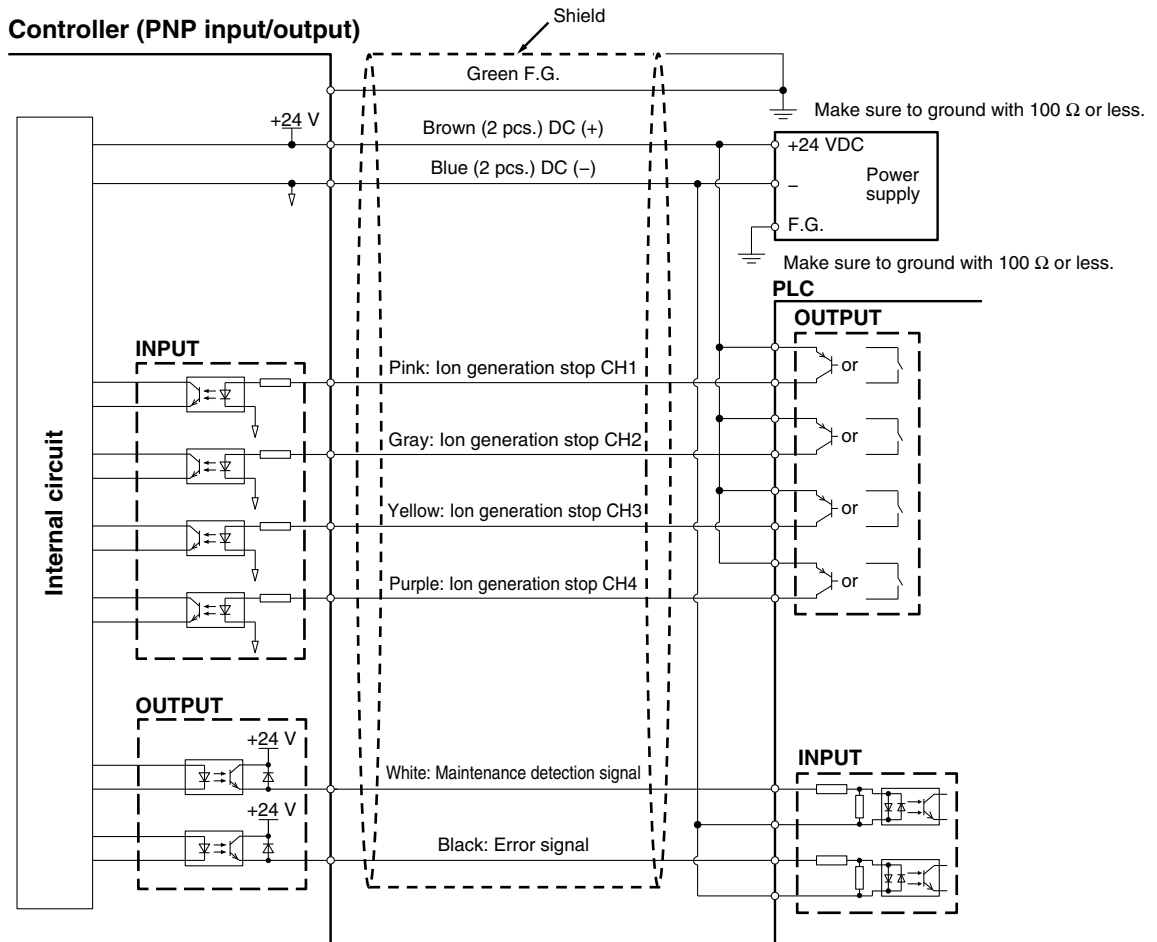 Controller (PNP input/output)
Shield
Green F.G.
Make sure to ground with 100 Ω or less.
+24 V
Brown (2 pcs.) DC (+)
Blue (2 pcs.) DC (−)
+24 VDC
−
Power
supply
F.G.
Make sure to ground with 100 Ω or less.
PLC
OUTPUT
INPUT
Internal circuit
Pink: Ion generation stop CH1
or
Gray: Ion generation stop CH2
or
Yellow: Ion generation stop CH3
or
Purple: Ion generation stop CH4
or
OUTPUT
+24 V
White: Maintenance detection signal
INPUT
+24 V
Black: Error signal